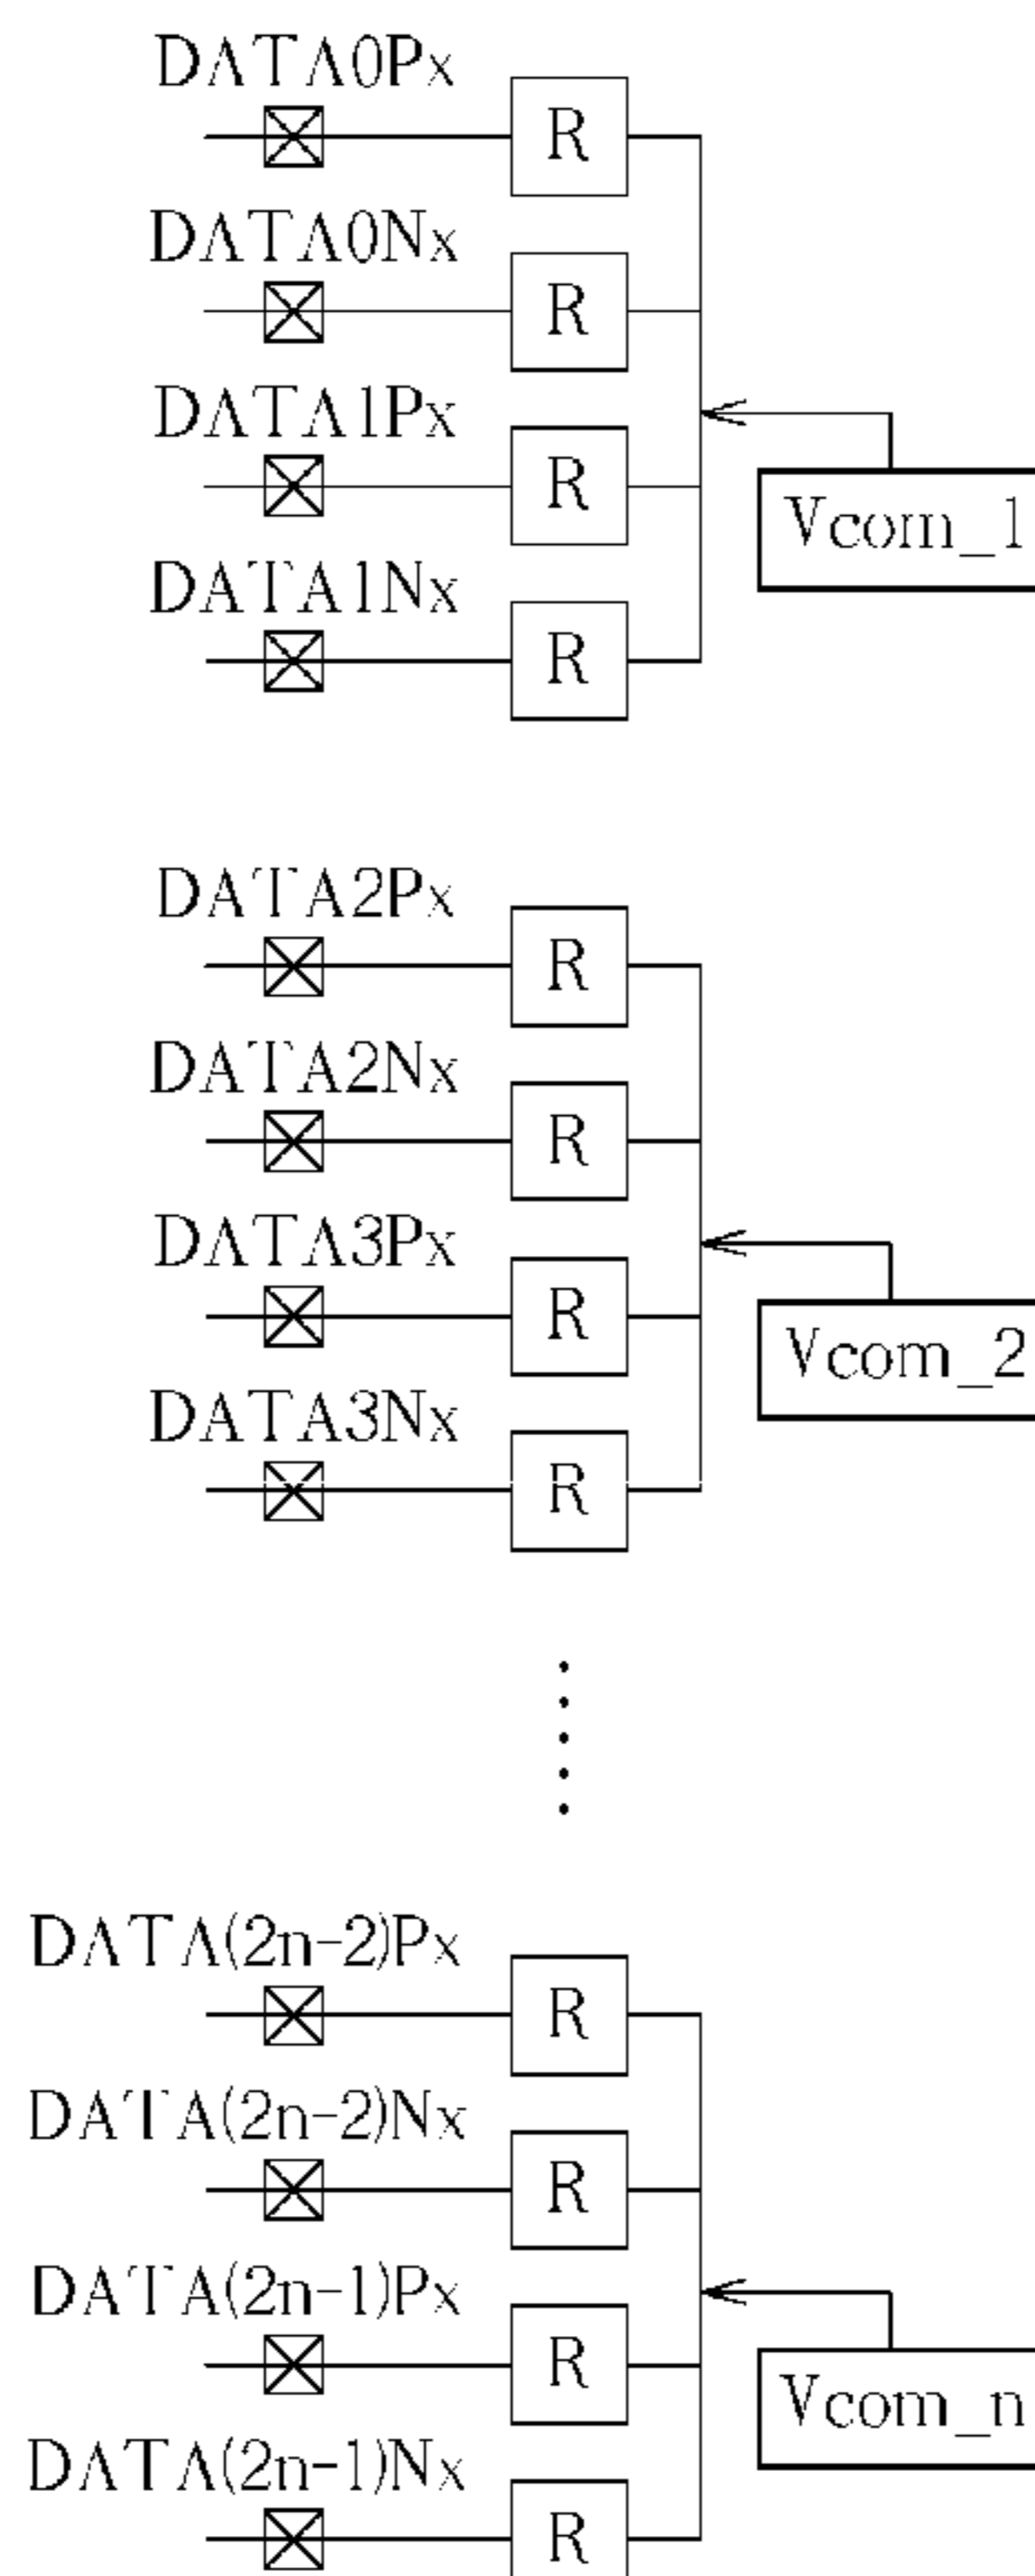 DATA0Px
R
DATA0Nx
R
DATA1Px
R
Vcom_1
DATA1Nx
R
DATA2Px
R
DATA2Nx
R
DATA3Px
R
Vcom_2
DATA3Nx
R
DATA(2n-2)Px
R
DATA(2n-2)Nx
R
DATA(2n-1)Px
R
Vcom_n
DATA(2n-1)Nx
R